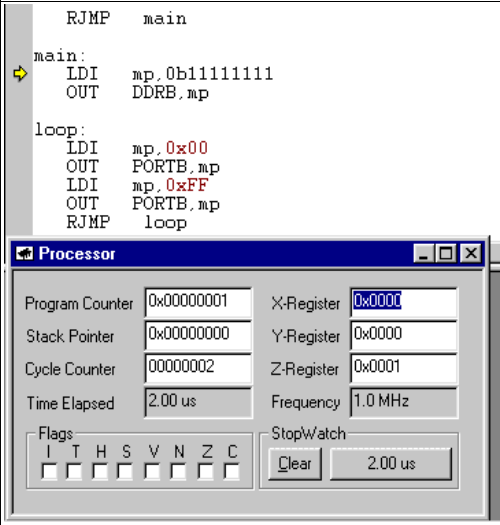 RJMP main
main:
LDI mp,0b11111111
OUT DDRB,mp
loop:
LDI mp,0x00
OUT PORTB,mp
LDI mp,0xFF
OUT PORTB,mp
RJMP loop
Processor
Program Counter 0x00000001 X-Register 0x0000
Stack Pointer 0x00000000 Y-Register 0x0000
Cycle Counter 00000002 Z-Register 0x0001
Time Elapsed 2.00 us Frequency 1.0 MHz
Flags StopWatch
I T H S V N Z C
Clear 2.00 us